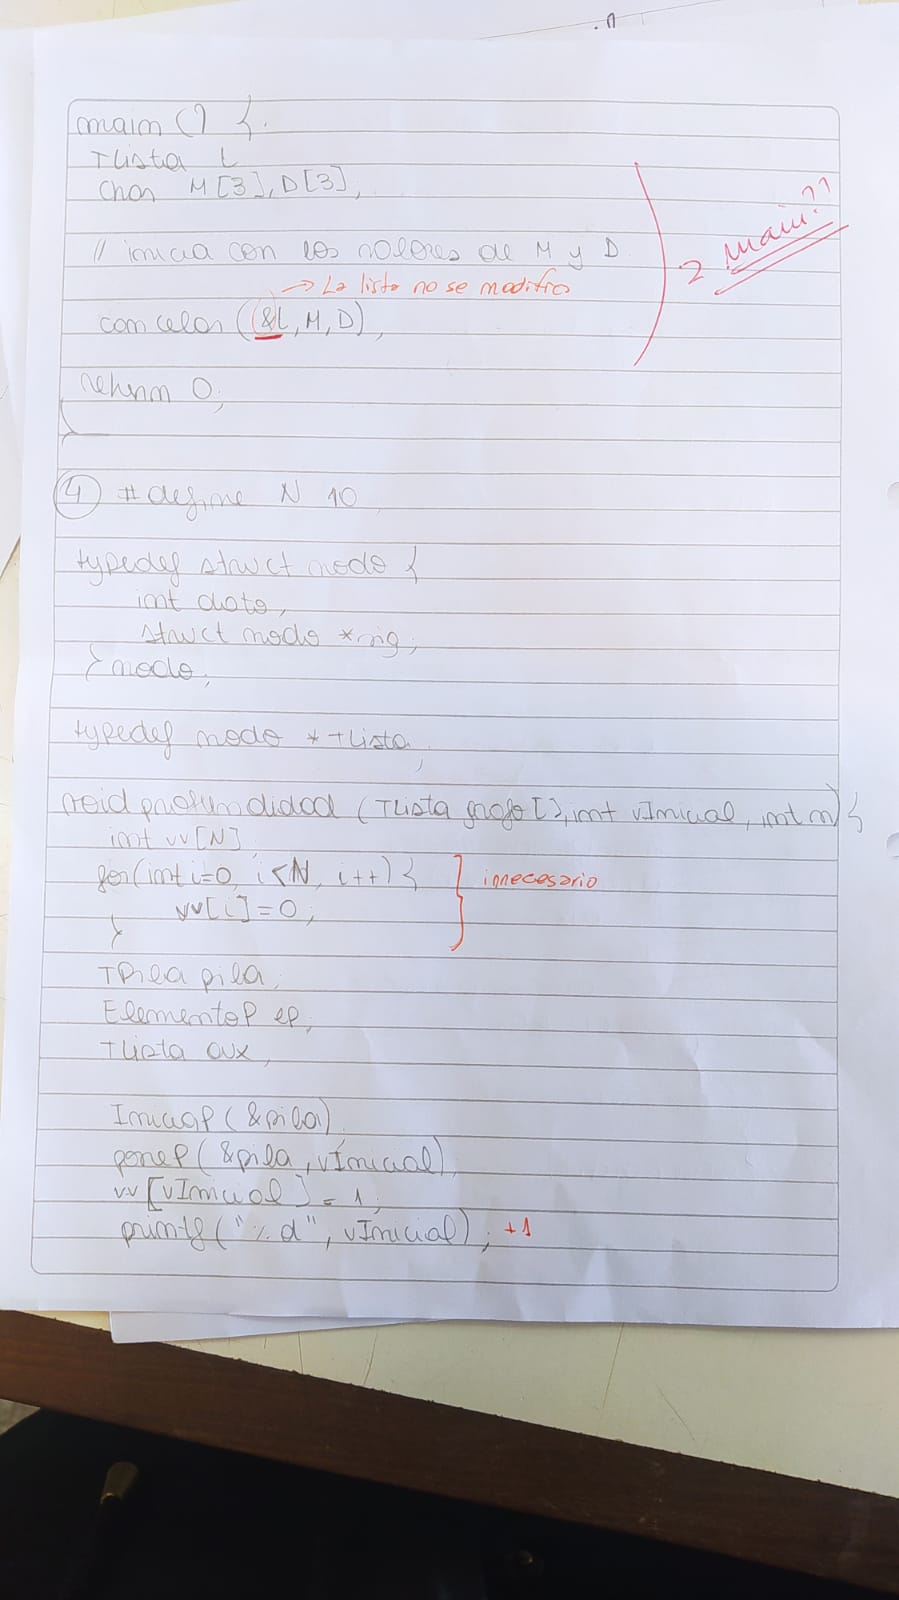 main() {
TLista L
char M[3], D[3],
// inicia con los valores de M y D
→ La lista no se modifica
cancelar (&L, M, D),
2 main??
return 0;
}
4 #define N 10
typedef struct nodo {
int dato,
struct nodo *sig;
} nodo;
typedef nodo *TLista,
void profundidad (TLista grafo[], int vInicial, int n) {
int vv[N]
for(int i=0, i<N, i++) {
innecesario
vv[i]=0;
}
TPila pila,
ElementoP ep,
TLista aux,
IniciaP (&pila)
poneP (&pila, vInicial)
vv[vInicial] = 1;
printf("%d", vInicial); +1